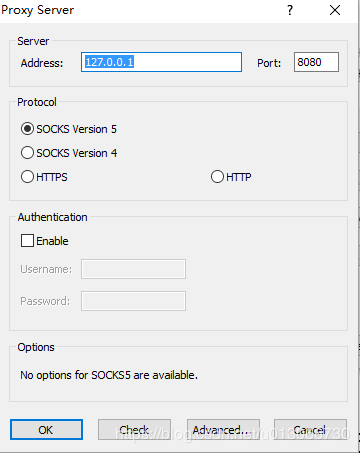 Proxy Server
?
Server
Address: 127.0.0.1 Port: 8080
Protocol
SOCKS Version 5
SOCKS Version 4
HTTPS HTTP
Authentication
Enable
Username:
Password:
Options
No options for SOCKS5 are available.
OK Check Advanced... Cancel